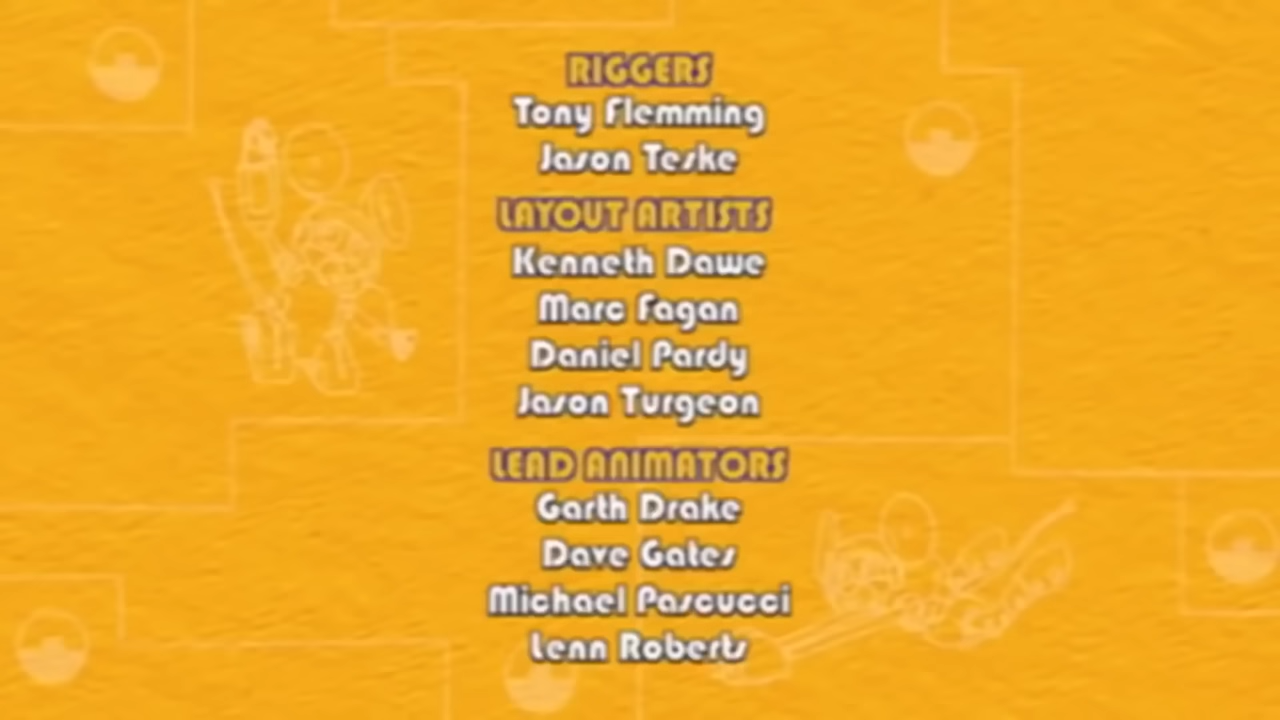 RIGGERS
Tony Flemming
Jason Teske
LAYOUT ARTISTS
Kenneth Dawe
Marc Fagan
Daniel Pardy
Jason Turgeon
LEAD ANIMATORS
Garth Drake
Dave Gates
Michael Pascucci
Lenn Roberts